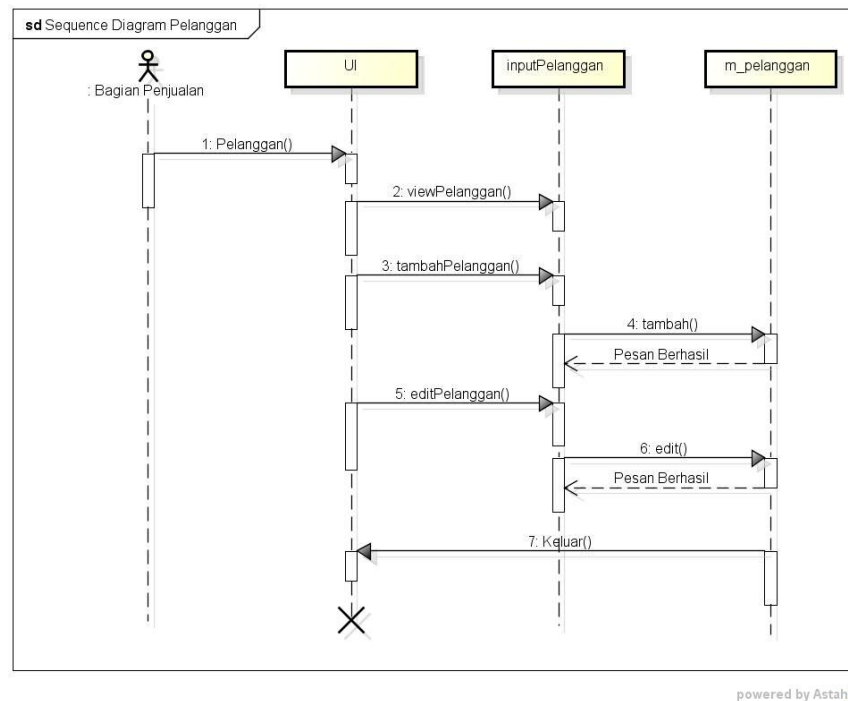 sd Sequence Diagram Pelanggan
: Bagian Penjualan
UI
inputPelanggan
m_pelanggan
1: Pelanggan()
2: viewPelanggan()
3: tambahPelanggan()
4: tambah()
Pesan Berhasil
5: editPelanggan()
6: edit()
Pesan Berhasil
7: Keluar()
powered by Astah